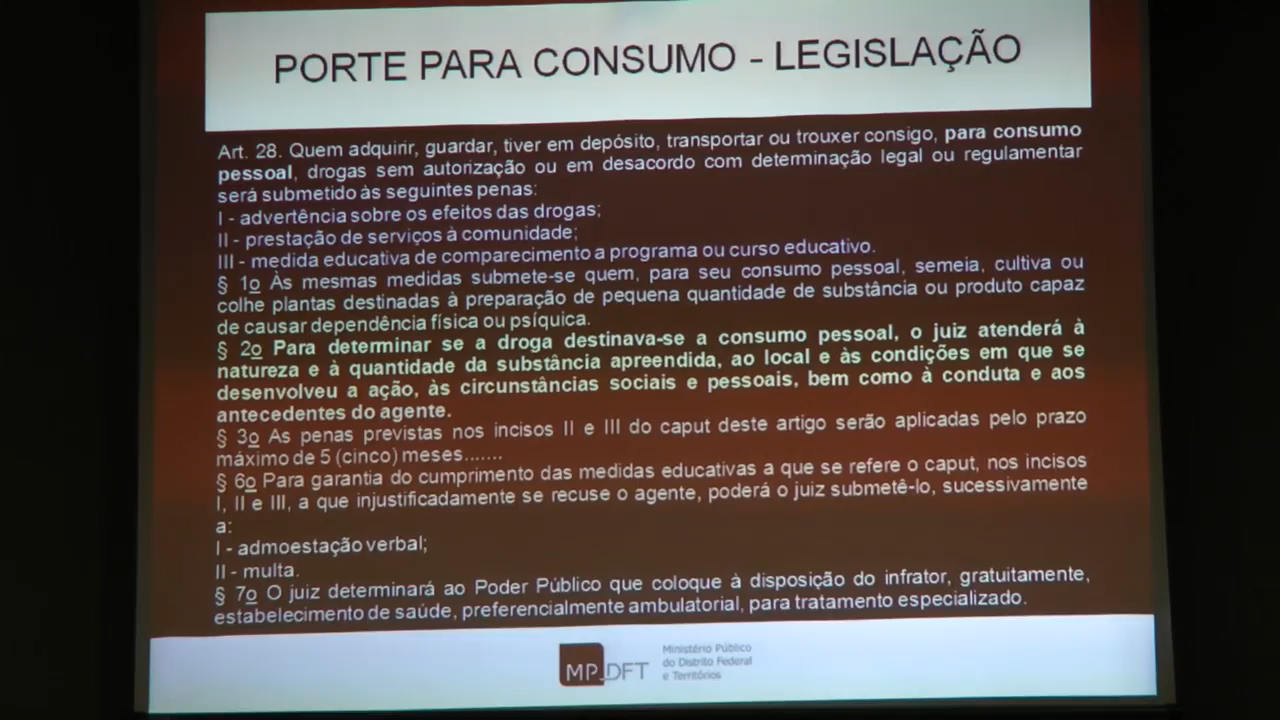 PORTE PARA CONSUMO - LEGISLAÇÃO
Art. 28. Quem adquirir, guardar, tiver em depósito, transportar ou trouxer consigo, para consumo
pessoal, drogas sem autorização ou em desacordo com determinação legal ou regulamentar
será submetido às seguintes penas:
I - advertência sobre os efeitos das drogas;
II - prestação de serviços à comunidade;
III - medida educativa de comparecimento a programa ou curso educativo.
§ 1o Às mesmas medidas submete-se quem, para seu consumo pessoal, semeia, cultiva ou
colhe plantas destinadas à preparação de pequena quantidade de substância ou produto capaz
de causar dependência física ou psíquica.
§ 2o Para determinar se a droga destinava-se a consumo pessoal, o juiz atenderá à
natureza e à quantidade da substância apreendida, ao local e às condições em que se
desenvolveu a ação, às circunstâncias sociais e pessoais, bem como à conduta e aos
antecedentes do agente.
§ 3o As penas previstas nos incisos II e III do caput deste artigo serão aplicadas pelo prazo
máximo de 5 (cinco) meses.......
§ 6o Para garantia do cumprimento das medidas educativas a que se refere o caput, nos incisos
I, II e III, a que injustificadamente se recuse o agente, poderá o juiz submetê-lo, sucessivamente
a:
I - admoestação verbal;
II - multa.
§ 7o O juiz determinará ao Poder Público que coloque à disposição do infrator, gratuitamente,
estabelecimento de saúde, preferencialmente ambulatorial, para tratamento especializado.
MPDFT
Ministério Público
do Distrito Federal
e Territórios